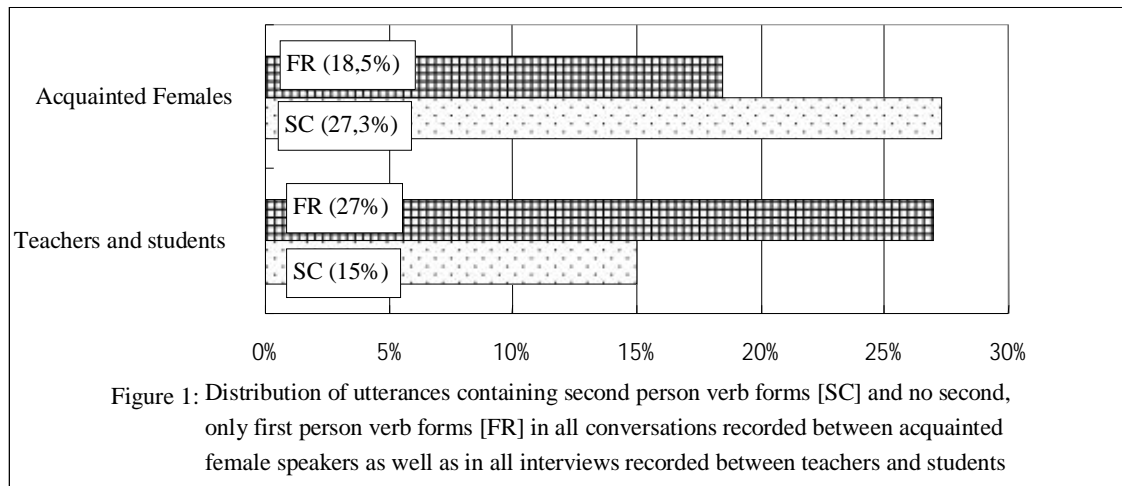 FR (18,5%)
Acquainted Females
SC (27,3%)
FR (27%)
Teachers and students
SC (15%)
0% 5% 10% 15% 20% 25% 30%
Figure 1: Distribution of utterances containing second person verb forms [SC] and no second,
only first person verb forms [FR] in all conversations recorded between acquainted
female speakers as well as in all interviews recorded between teachers and students